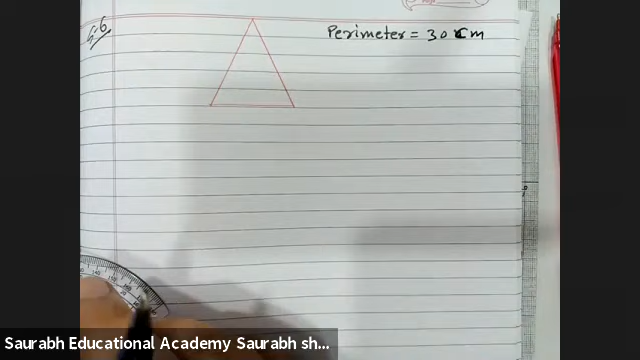 Q.6
Perimeter = 30 cm
Saurabh Educational Academy Saurabh sh...